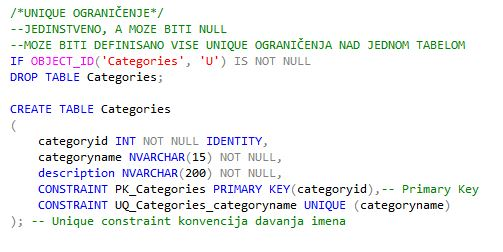 /*UNIQUE OGRANIČENJE*/
--JEDINSTVENO, A MOZE BITI NULL
--MOZE BITI DEFINISANO VISE UNIQUE OGRANIČENJA NAD JEDNOM TABELOM
IF OBJECT_ID('Categories', 'U') IS NOT NULL
DROP TABLE Categories;

CREATE TABLE Categories
(
    categoryid INT NOT NULL IDENTITY,
    categoryname NVARCHAR(15) NOT NULL,
    description NVARCHAR(200) NOT NULL,
    CONSTRAINT PK_Categories PRIMARY KEY(categoryid),-- Primary Key
    CONSTRAINT UQ_Categories_categoryname UNIQUE (categoryname)
); -- Unique constraint konvencija davanja imena